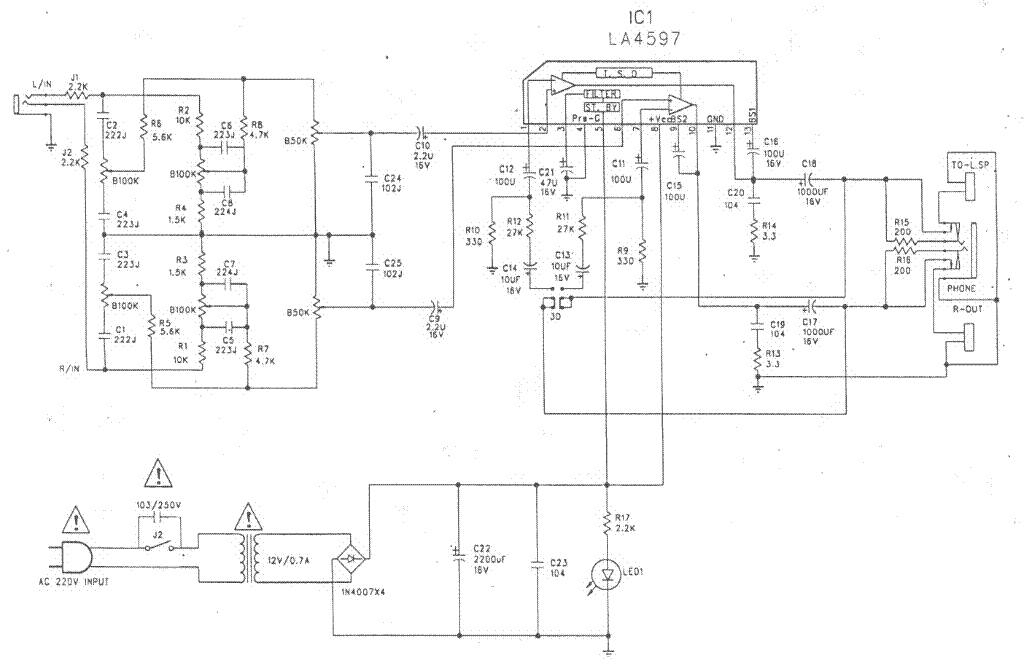 IC1
LA4597
T.S.D
FILTER
ST. BY
Pre-G
+Vcc
BS2
GND
BS1
1 2 3 4 5 6 7 8 9 10 11 12 13
L/IN
J1
2.2K
C2
222J
R6
5.6K
R2
10K
C6
223J
R8
4.7K
J2
2.2K
B100K
B100K
C8
224J
R4
1.5K
C4
223J
B50K
C10
2.2U
16V
C24
102J
C3
223J
R3
1.5K
C7
224J
C25
102J
B100K
B100K
B50K
C9
2.2U
16V
C1
222J
R5
5.6K
C5
223J
R1
10K
R7
4.7K
R/IN
C12
100U
C21
47U
16V
C11
100U
C15
100U
C16
100U
16V
C18
1000UF
16V
C20
104
R14
3.3
R10
330
R12
27K
R11
27K
R9
330
C14
10UF
16V
C13
10UF
16V
3D
C19
104
C17
1000UF
16V
R13
3.3
TO-L.SP
R15
200
R16
200
PHONE
R-OUT
103/250V
J2
AC 220V INPUT
12V/0.7A
1N4007X4
C22
2200uF
16V
C23
104
R17
2.2K
LED1